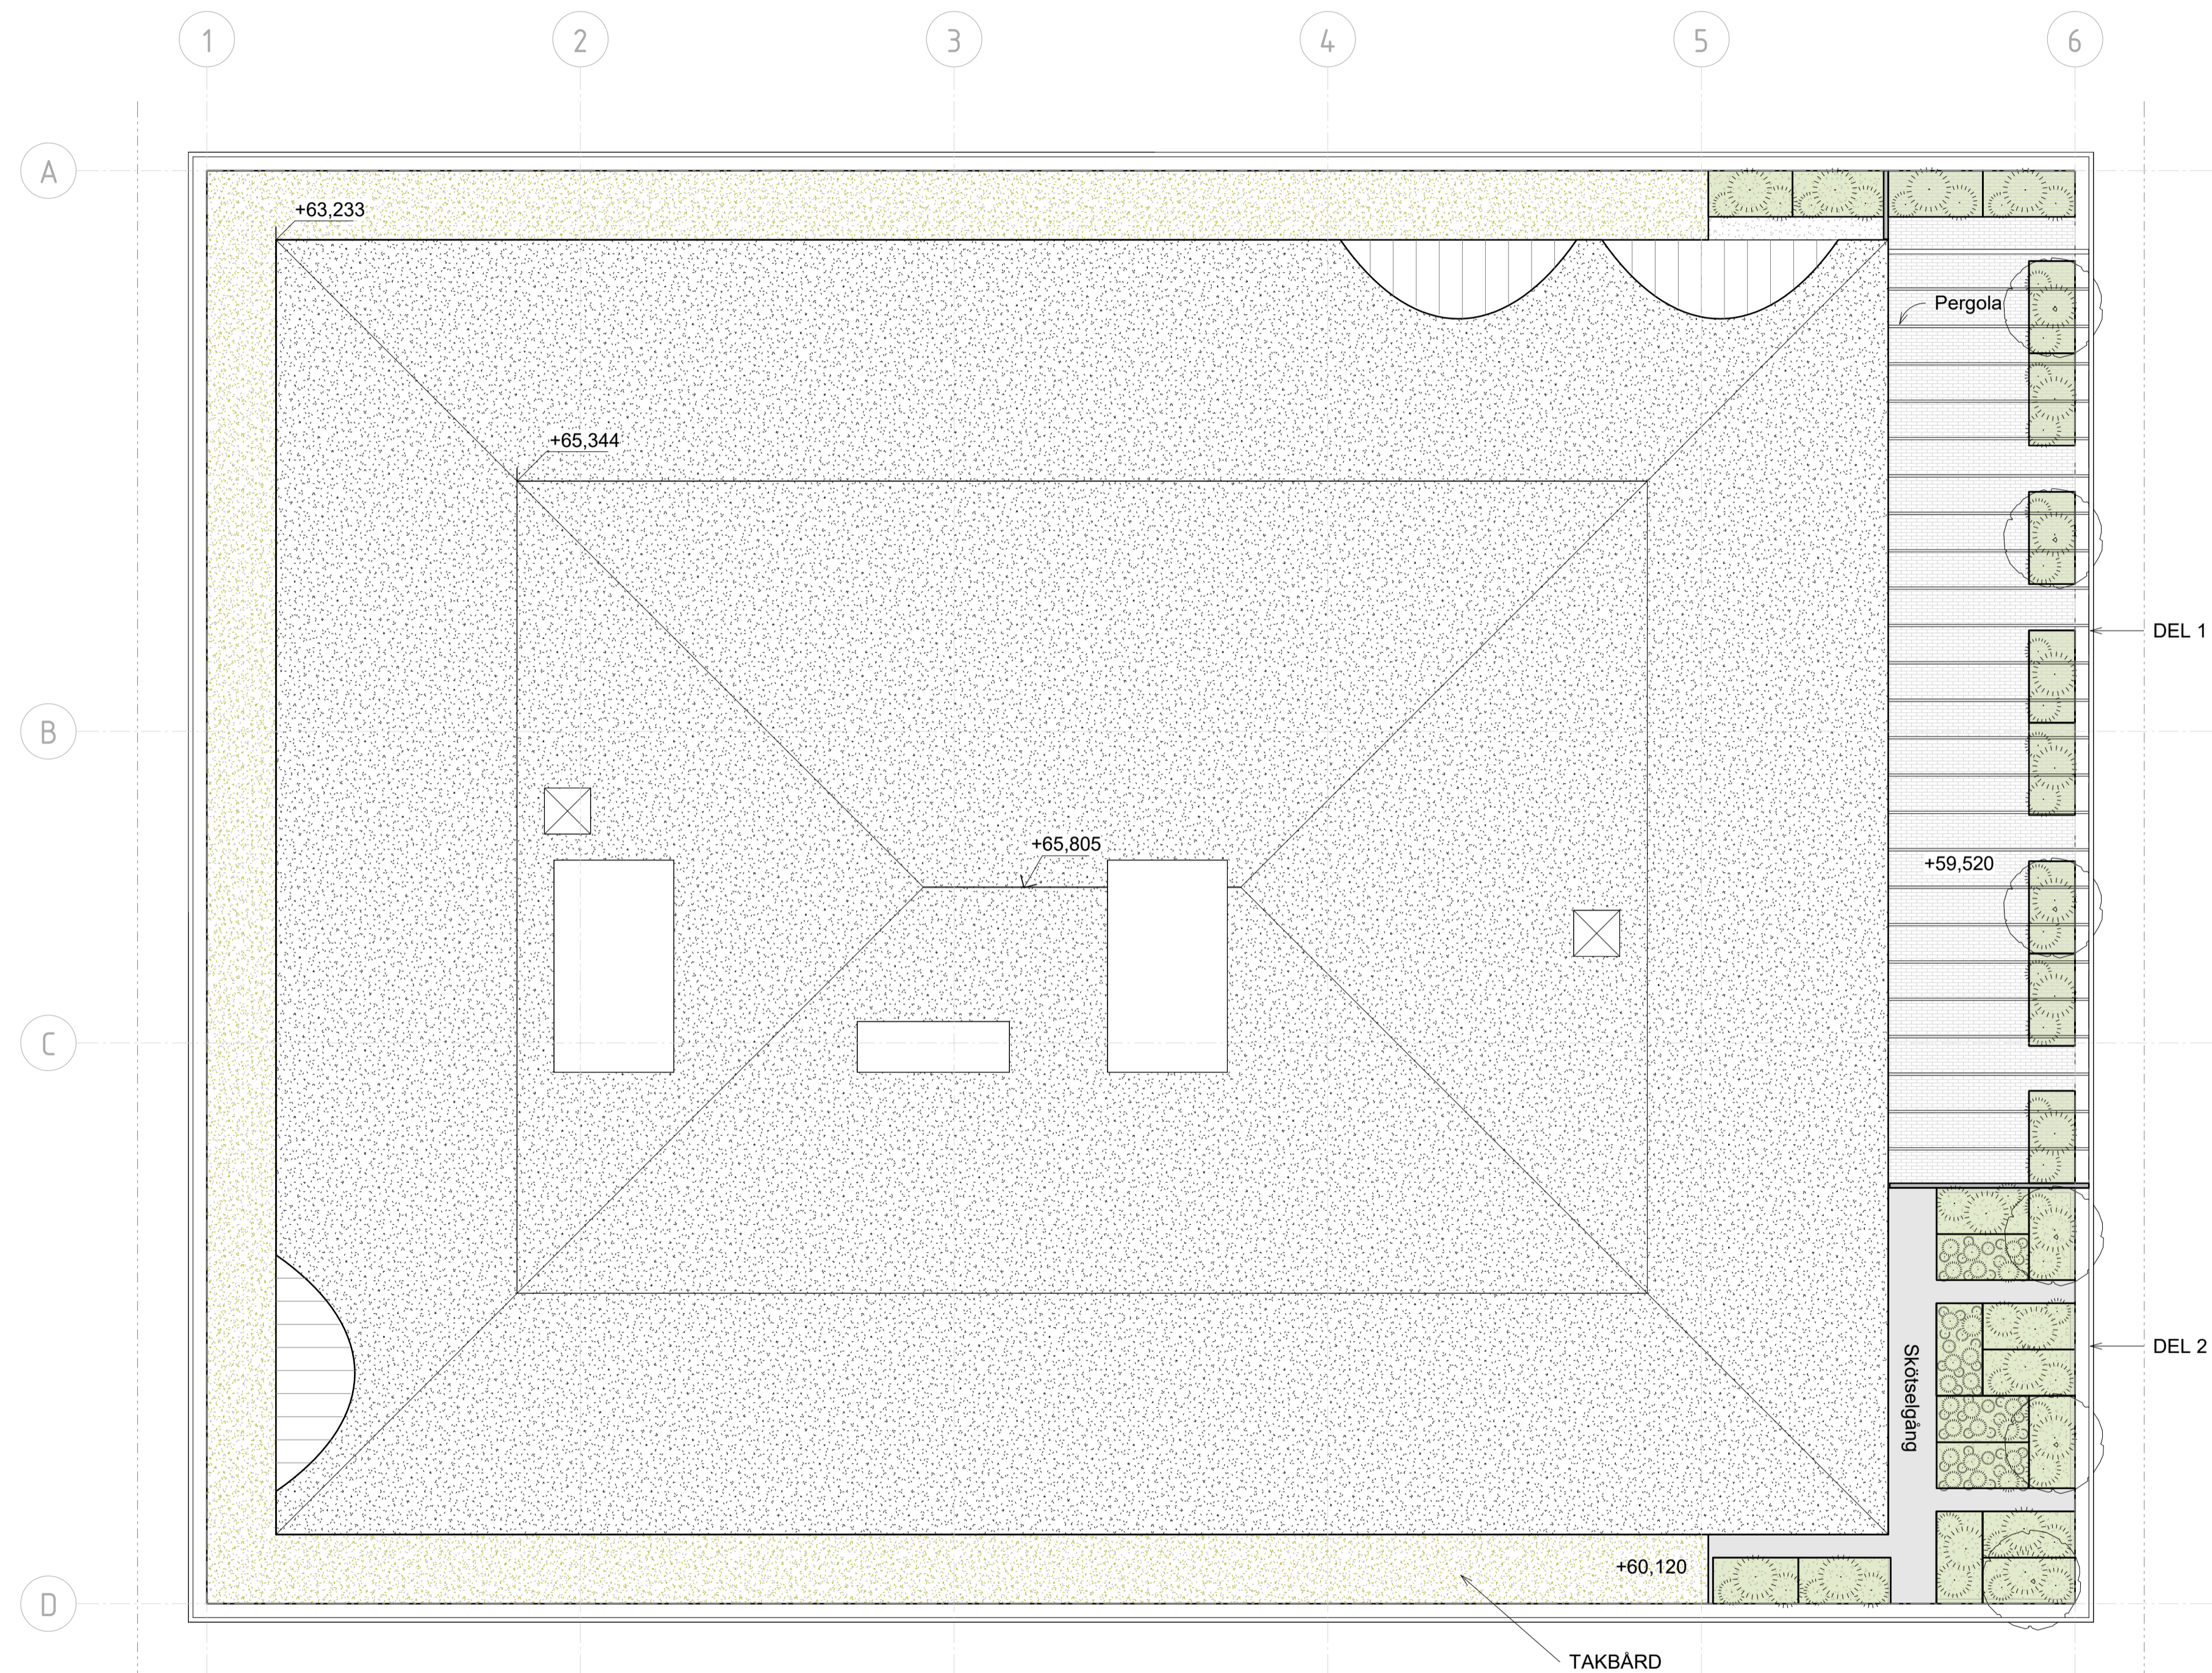 1
2
3
4
5
6
A
+63,233
Pergola
+65,344
DEL 1
B
+65,805
+59,520
C
Skötselgång
DEL 2
+60,120
D
TAKBÅRD